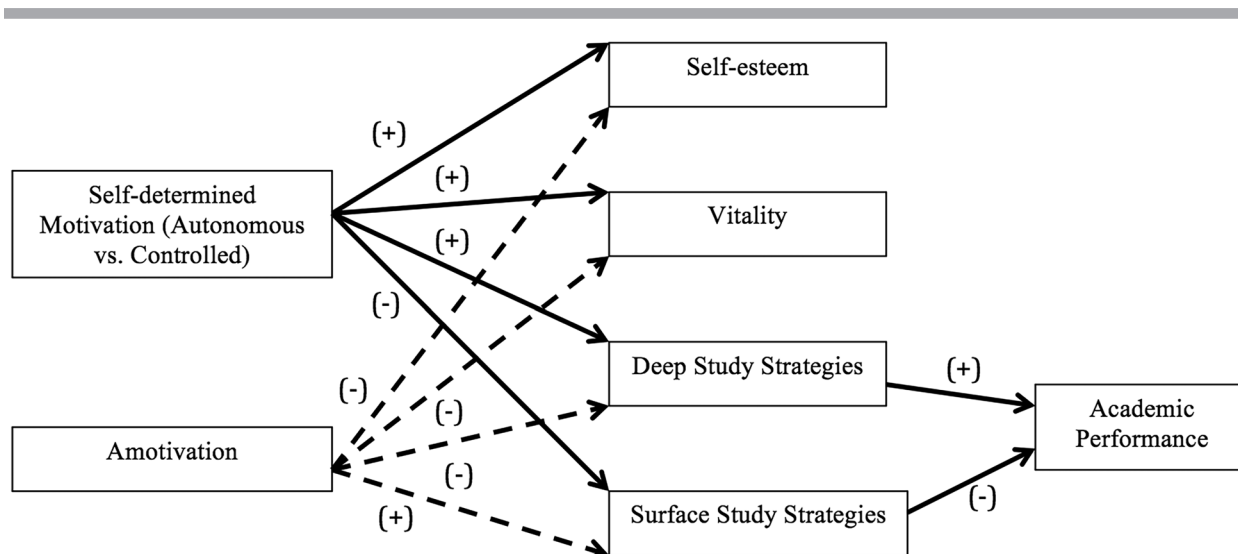 Self-esteem
(+)
(+)
Self-determined
Motivation (Autonomous
vs. Controlled)
Vitality
(+)
(-)
Deep Study Strategies
(+)
(-)
(-)
Academic
Performance
Amotivation
(-)
(+)
Surface Study Strategies
(-)